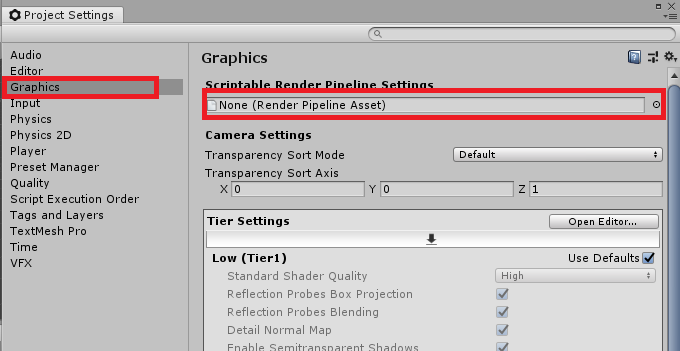 Project Settings
Audio
Editor
Graphics
Input
Physics
Physics 2D
Player
Preset Manager
Quality
Script Execution Order
Tags and Layers
TextMesh Pro
Time
VFX
Graphics
Scriptable Render Pipeline Settings
None (Render Pipeline Asset)
Camera Settings
Transparency Sort Mode Default
Transparency Sort Axis
X 0 Y 0 Z 1
Tier Settings Open Editor...
Low (Tier1) Use Defaults
Standard Shader Quality High
Reflection Probes Box Projection
Reflection Probes Blending
Detail Normal Map
Enable Semitransparent Shadows